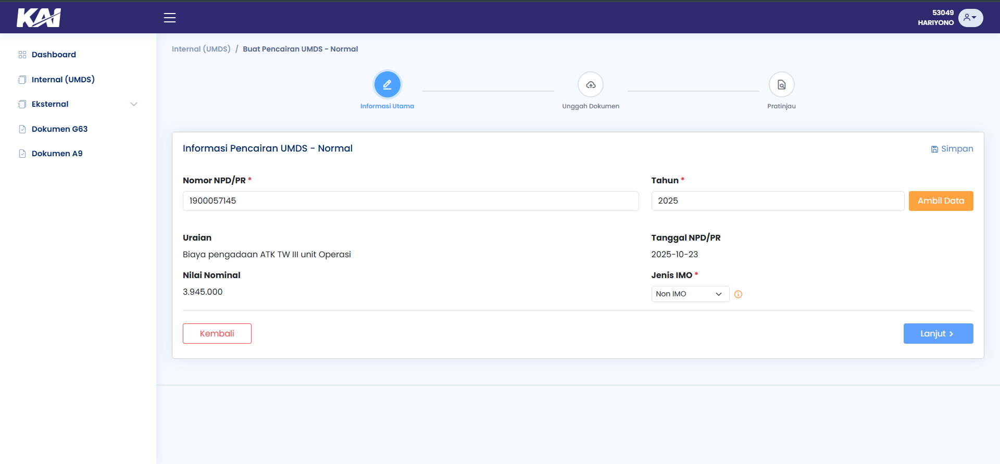 KAI
53049
HARIYONO
Dashboard
Internal (UMDS)
Eksternal
Dokumen G63
Dokumen A9
Internal (UMDS) / Buat Pencairan UMDS - Normal
Informasi Utama
Unggah Dokumen
Pratinjau
Informasi Pencairan UMDS - Normal
Simpan
Nomor NPD/PR *
Tahun *
1900057145
2025
Ambil Data
Uraian
Tanggal NPD/PR
Biaya pengadaan ATK TW III unit Operasi
2025-10-23
Nilai Nominal
Jenis IMO *
3.945.000
Non IMO
Kembali
Lanjut